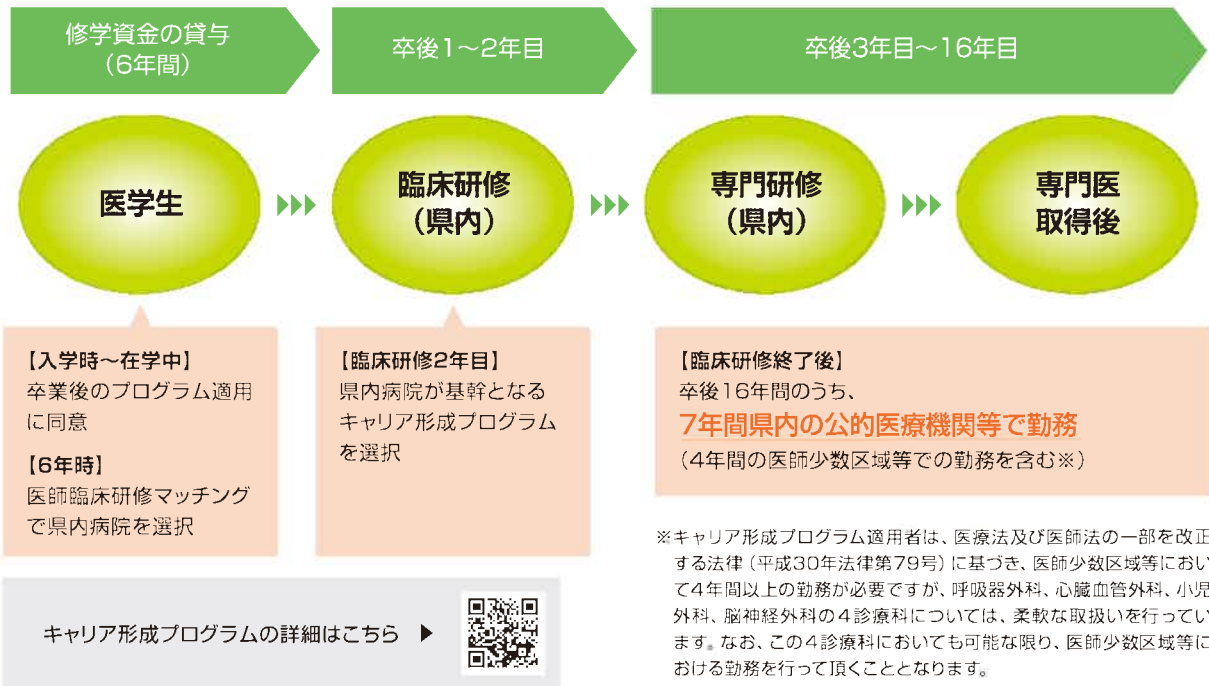 修学資金の貸与
(6年間)
卒後1～2年目
卒後3年目～16年目
医学生
臨床研修
(県内)
専門研修
(県内)
専門医
取得後
【入学時～在学中】
卒業後のプログラム適用
に同意
【6年時】
医師臨床研修マッチング
で県内病院を選択
【臨床研修2年目】
県内病院が基幹となる
キャリア形成プログラム
を選択
【臨床研修終了後】
卒後16年間のうち、
7年間県内の公的医療機関等で勤務
(4年間の医師少数区域等での勤務を含む※)
※キャリア形成プログラム適用者は、医療法及び医師法の一部を改正
する法律(平成30年法律第79号)に基づき、医師少数区域等におい
て4年間以上の勤務が必要ですが、呼吸器外科、心臓血管外科、小児
外科、脳神経外科の4診療科については、柔軟な取扱いを行ってい
ます。なお、この4診療科においても可能な限り、医師少数区域等に
おける勤務を行って頂くこととなります。
キャリア形成プログラムの詳細はこちら ▶